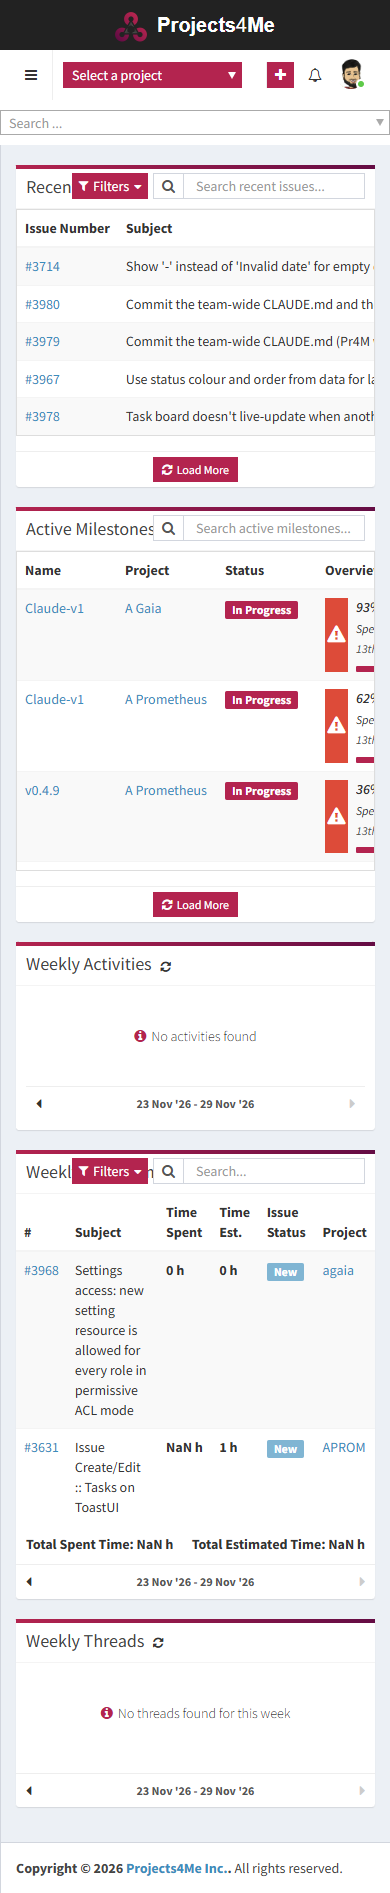 Projects4Me
Select a project
Search ...
Recen
Filters
Search recent issues...
Issue Number Subject
#3714 Show '-' instead of 'Invalid date' for empty
#3980 Commit the team-wide CLAUDE.md and th
#3979 Commit the team-wide CLAUDE.md (Pr4M
#3967 Use status colour and order from data for la
#3978 Task board doesn't live-update when anoth
Load More
Active Milestones
Search active milestones...
Name Project Status Overvie
Claude-v1 A Gaia In Progress 93%
Spe
13th
Claude-v1 A Prometheus In Progress 62%
Spe
13th
v0.4.9 A Prometheus In Progress 36%
Spe
13th
Load More
Weekly Activities
No activities found
23 Nov '26 - 29 Nov '26
Weekl
Filters
Search...
# Subject Time Spent Time Est. Issue Status Project
#3968 Settings access: new setting resource is allowed for every role in permissive ACL mode 0 h 0 h New agaia
#3631 Issue Create/Edit :: Tasks on ToastUI NaN h 1 h New APROM
Total Spent Time: NaN h Total Estimated Time: NaN h
23 Nov '26 - 29 Nov '26
Weekly Threads
No threads found for this week
23 Nov '26 - 29 Nov '26
Copyright © 2026 Projects4Me Inc.. All rights reserved.